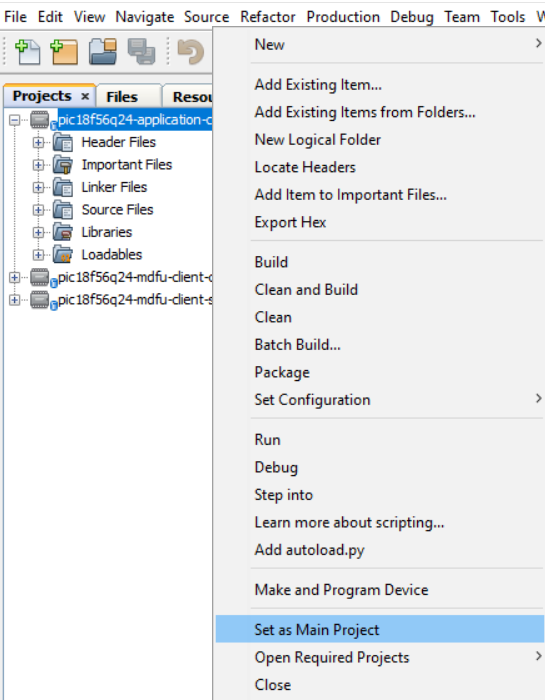 File Edit View Navigate Source Refactor Production Debug Team Tools
Projects × Files
pic18f56q24-application-
Header Files
Important Files
Linker Files
Source Files
Libraries
Loadables
pic18f56q24-mdfu-client-
pic18f56q24-mdfu-client-s
New
Add Existing Item...
Add Existing Items from Folders...
New Logical Folder
Locate Headers
Add Item to Important Files...
Export Hex
Build
Clean and Build
Clean
Batch Build...
Package
Set Configuration
Run
Debug
Step into
Learn more about scripting...
Add autoload.py
Make and Program Device
Set as Main Project
Open Required Projects
Close